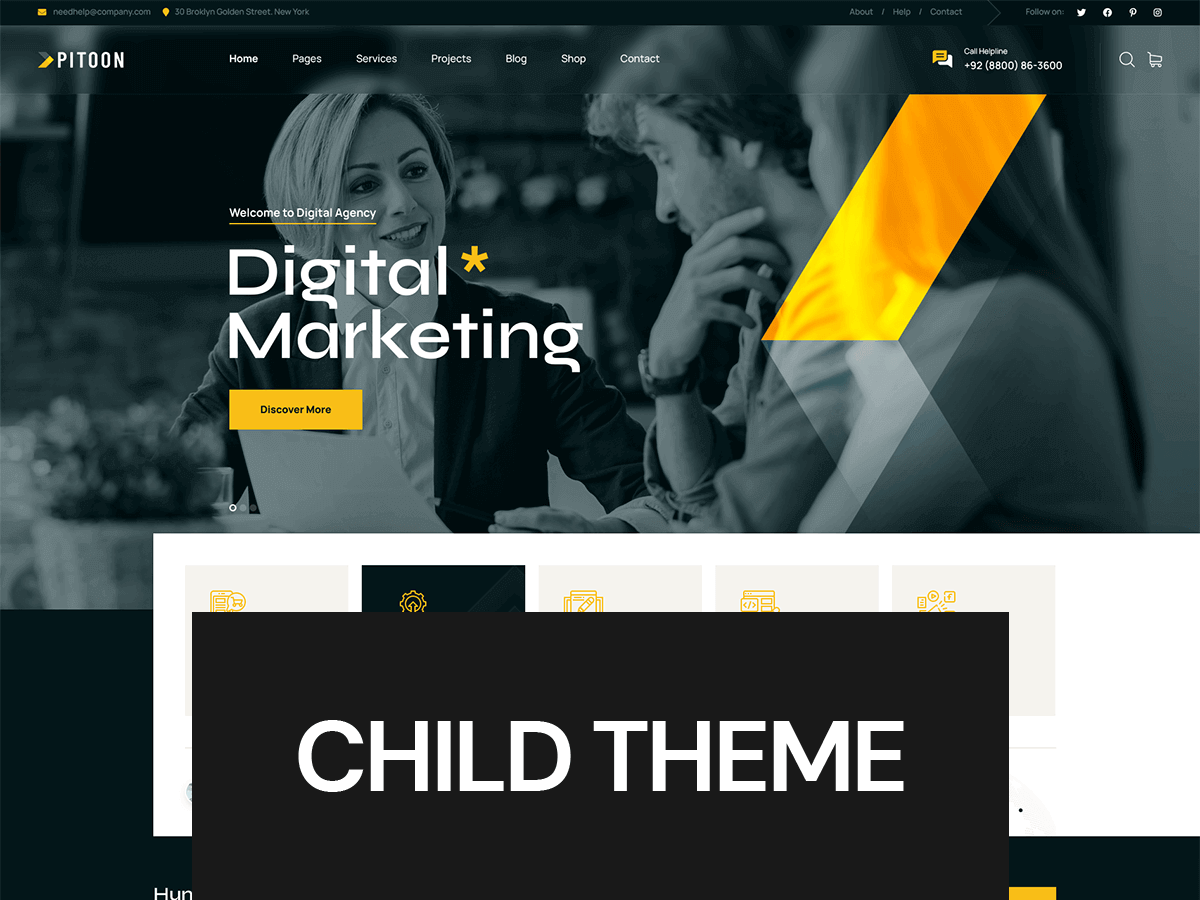 needhelp@company.com 30 Broklyn Golden Street. New York About / Help / Contact Follow on:
PITOON Home Pages Services Projects Blog Shop Contact Call Helpline
+92 (8800) 86-3600
Welcome to Digital Agency
Digital*
Marketing
Discover More
CHILD THEME